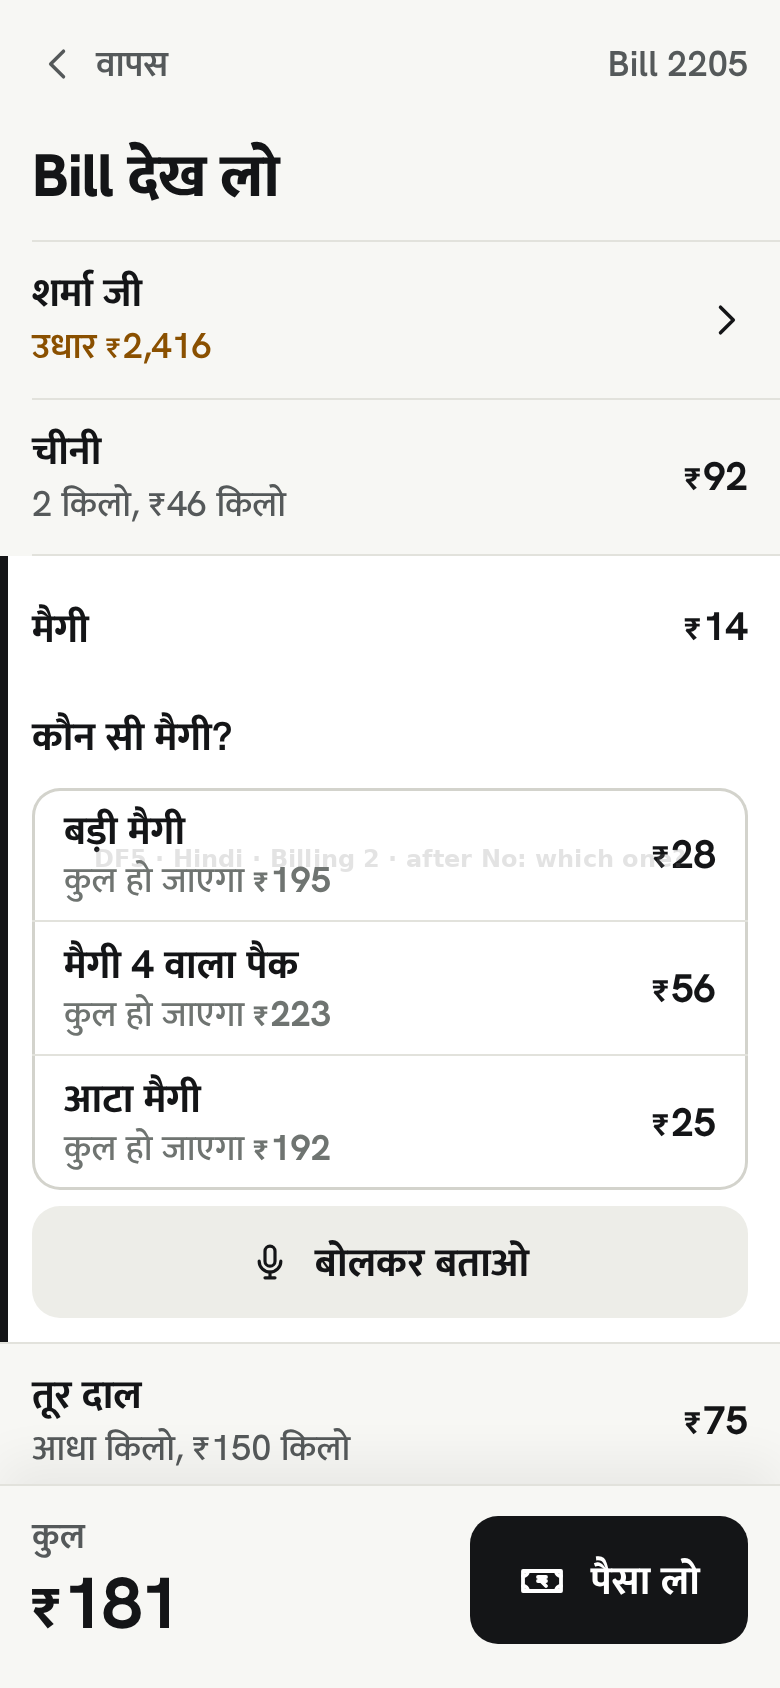 वापस
Bill 2205
Bill देख लो
शर्मा जी
उधार ₹2,416
चीनी
₹92
2 किलो, ₹46 किलो
मैगी
₹14
कौन सी मैगी?
बड़ी मैगी
₹28
DF5 · Hindi · Billing 2 · after No: which one?
कुल हो जाएगा ₹195
मैगी 4 वाला पैक
₹56
कुल हो जाएगा ₹223
आटा मैगी
₹25
कुल हो जाएगा ₹192
बोलकर बताओ
तूर दाल
₹75
आधा किलो, ₹150 किलो
कुल
₹181
पैसा लो